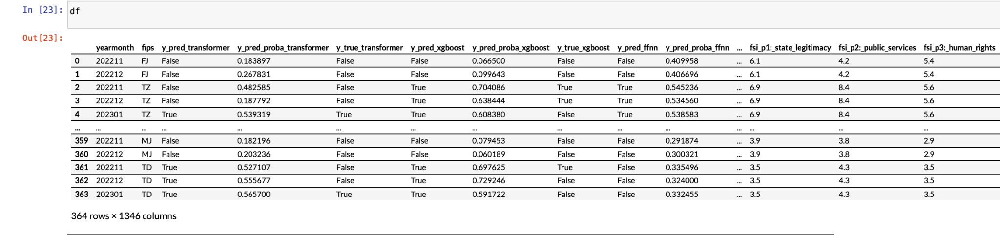 In [23]: df
Out[23]:
yearmonth fips y_pred_transformer y_pred_proba_transformer y_true_transformer y_pred_xgboost y_pred_proba_xgboost y_true_xgboost y_pred_ffnn y_pred_proba_ffnn ... fsi_p1:_state_legitimacy fsi_p2:_public_services fsi_p3:_human_rights
0 202211 FJ False 0.183897 False False 0.066500 False False 0.409958 ... 6.1 4.2 5.4
1 202212 FJ False 0.267831 False False 0.099643 False False 0.406696 ... 6.1 4.2 5.4
2 202211 TZ False 0.482585 False True 0.704086 True True 0.545236 ... 6.9 8.4 5.6
3 202212 TZ False 0.187792 False True 0.638444 True True 0.534560 ... 6.9 8.4 5.6
4 202301 TZ True 0.539319 True True 0.608380 False True 0.538583 ... 6.9 8.4 5.6
... ... ... ... ... ... ... ... ... ... ... ... ... ... ...
359 202211 MJ False 0.182196 False False 0.079453 False False 0.291874 ... 3.9 3.8 2.9
360 202212 MJ False 0.203236 False False 0.060189 False False 0.300321 ... 3.9 3.8 2.9
361 202211 TD True 0.527107 False True 0.697625 True False 0.335496 ... 3.5 4.3 3.5
362 202212 TD True 0.555677 False True 0.729246 False False 0.324000 ... 3.5 4.3 3.5
363 202301 TD True 0.565700 True True 0.591722 False False 0.332455 ... 3.5 4.3 3.5
364 rows × 1346 columns